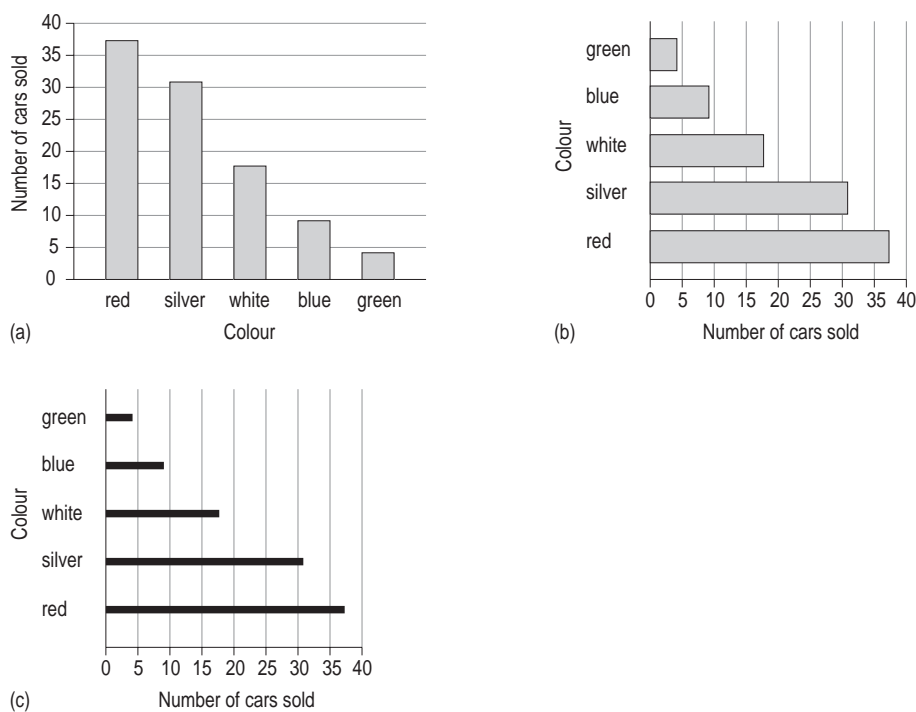 40
35
30
25
20
15
10
5
0
Number of cars sold
red silver white blue green
Colour
(a)
green
blue
white
silver
red
Colour
0 5 10 15 20 25 30 35 40
Number of cars sold
(b)
green
blue
white
silver
red
Colour
0 5 10 15 20 25 30 35 40
Number of cars sold
(c)